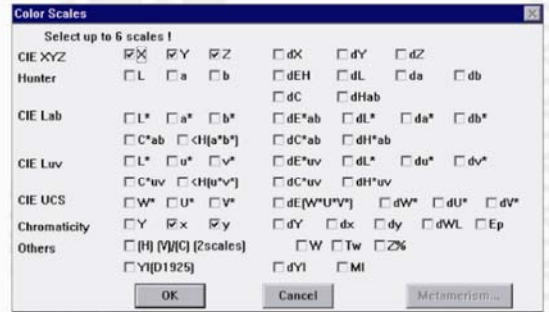 Color Scales
Select up to 6 scales !
CIE XYZ X Y Z dX dY dZ
Hunter L a b dEH dL da db
dC dHab
CIE Lab L* a* b* dE*ab dL* da* db*
C*ab <H(a*b*) dC*ab dH*ab
CIE Luv L* u* v* dE*uv dL* du* dv*
C*uv <H(u*v*) dC*uv dH*uv
CIE UCS W* U* V* dE(W*U*V*) dW* dU* dV*
Chromaticity Y x y dY dx dy dWL Ep
Others (H) (V)/(C) (2scales) W Tw Z%
YI(D1925) dYI MI
OK Cancel Metamerism...